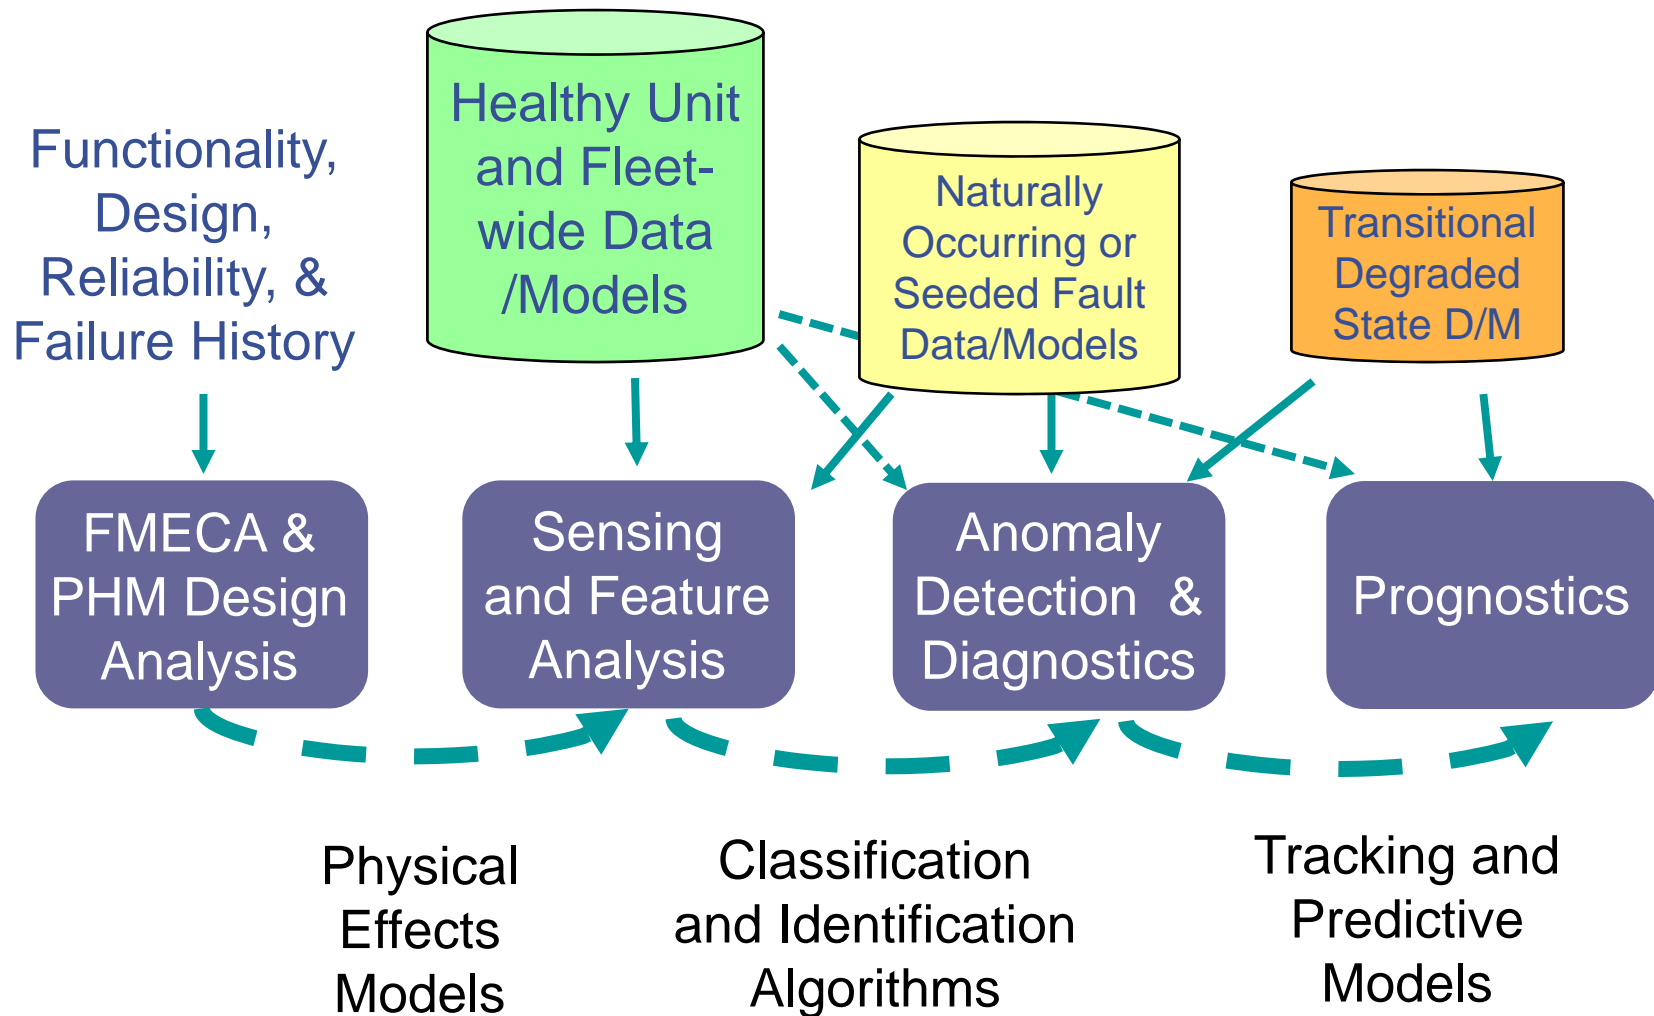 Functionality,
Design,
Reliability, &
Failure History
Healthy Unit
and Fleet-
wide Data
/Models
Naturally
Occurring or
Seeded Fault
Data/Models
Transitional
Degraded
State D/M
FMECA &
PHM Design
Analysis
Sensing
and Feature
Analysis
Anomaly
Detection &
Diagnostics
Prognostics
Physical
Effects
Models
Classification
and Identification
Algorithms
Tracking and
Predictive
Models